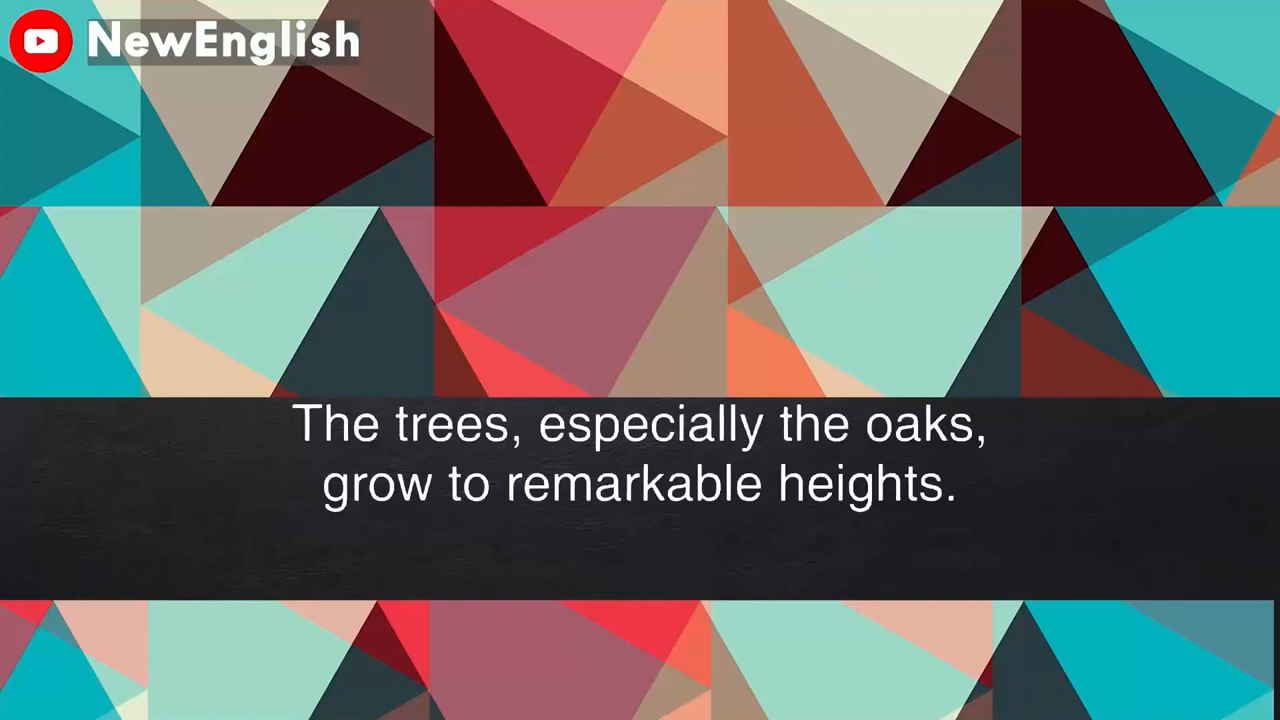 NewEnglish
The trees, especially the oaks,
grow to remarkable heights.